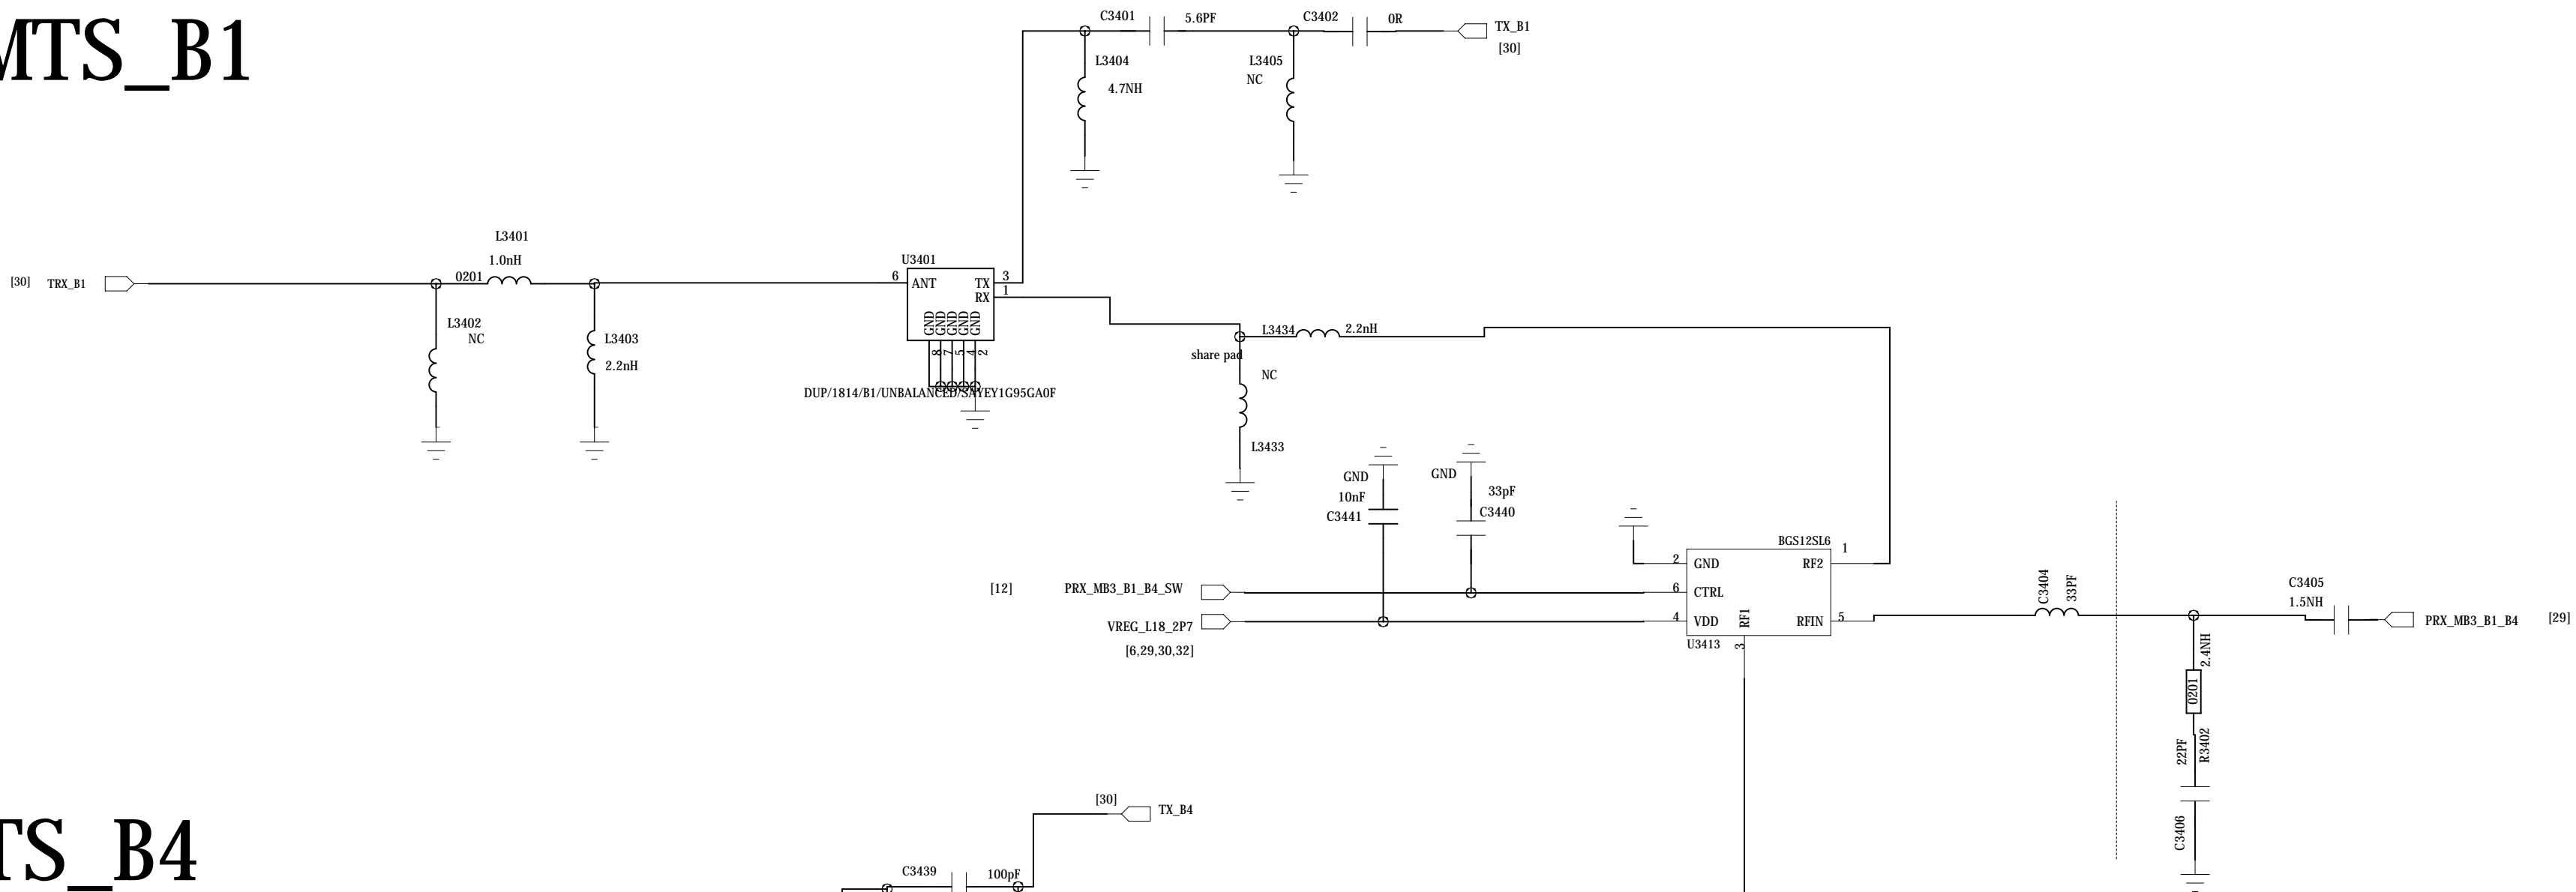 MTS_B1
C3401
5.6PF
C3402
0R
TX_B1
[30]
L3404
4.7NH
L3405
NC
L3401
1.0nH
0201
[30]
TRX_B1
L3402
NC
L3403
2.2nH
U3401
6
ANT
TX
3
RX
1
GND
GND
GND
GND
GND
8
7
5
4
2
DUP/1814/B1/UNBALANCED/SAYEY1G95GA0F
L3434
2.2nH
share pad
NC
L3433
GND
10nF
C3441
GND
33pF
C3440
BGS12SL6
1
2
GND
RF2
[12]
PRX_MB3_B1_B4_SW
6
CTRL
VREG_L18_2P7
4
VDD
RF1
RFIN
5
[6,29,30,32]
U3413
3
C3404
33PF
C3405
1.5NH
PRX_MB3_B1_B4
[29]
2.4NH
0201
22PF
R3402
C3406
TS_B4
[30]
TX_B4
C3439
100pF